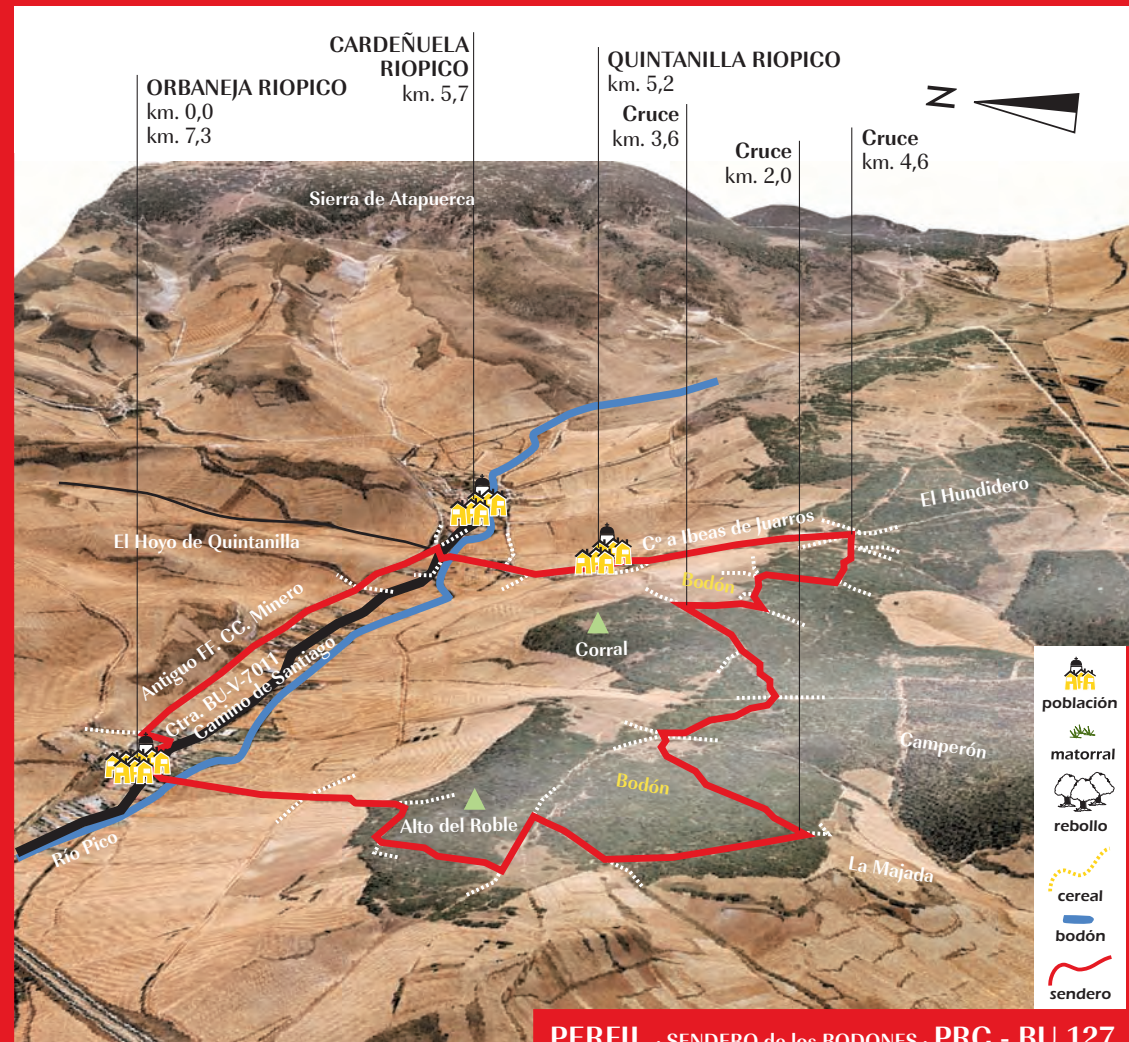 CARDEÑUELA
RIOPICO
km. 5,7
ORBANEJA RIOPICO
km. 0,0
km. 7,3
QUINTANILLA RIOPICO
km. 5,2
Cruce
km. 3,6
Cruce
km. 2,0
Cruce
km. 4,6
N
Sierra de Atapuerca
El Hundidero
El Hoyo de Quintanilla
Cº a Ibeas de Juarros
Bodón
Antiguo FF. CC. Minero
Ctra. BU-V-7011
Camino de Santiago
Corral
Camperón
Bodón
Alto del Roble
Río Pico
La Majada
población
matorral
rebollo
cereal
bodón
sendero
PERFIL · SENDERO de los BODONES · PRC - BU 127